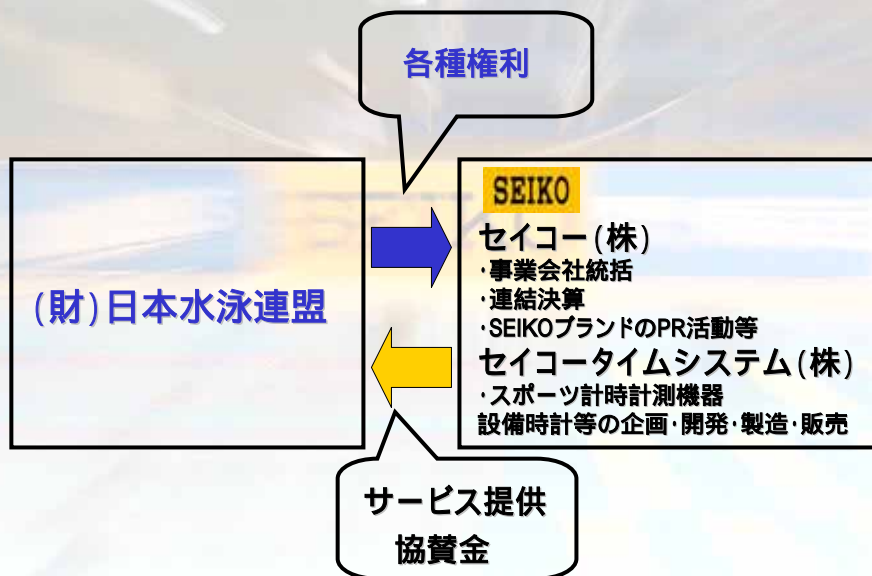 各種権利
(財)日本水泳連盟
SEIKO
セイコー(株)
・事業会社統括
・連結決算
・SEIKOブランドのPR活動等
セイコータイムシステム(株)
・スポーツ計時計測機器
設備時計等の企画・開発・製造・販売
サービス提供
協賛金